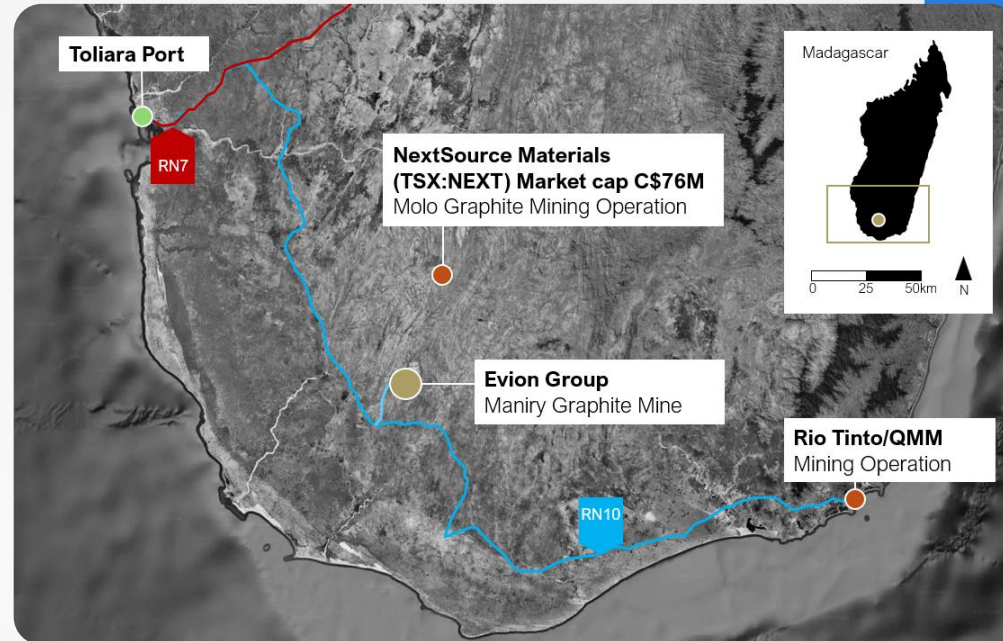 Toliara Port
RN7
NextSource Materials
(TSX:NEXT) Market cap C$76M
Molo Graphite Mining Operation
Madagascar
0 25 50km
N
Evion Group
Maniry Graphite Mine
Rio Tinto/QMM
Mining Operation
RN10